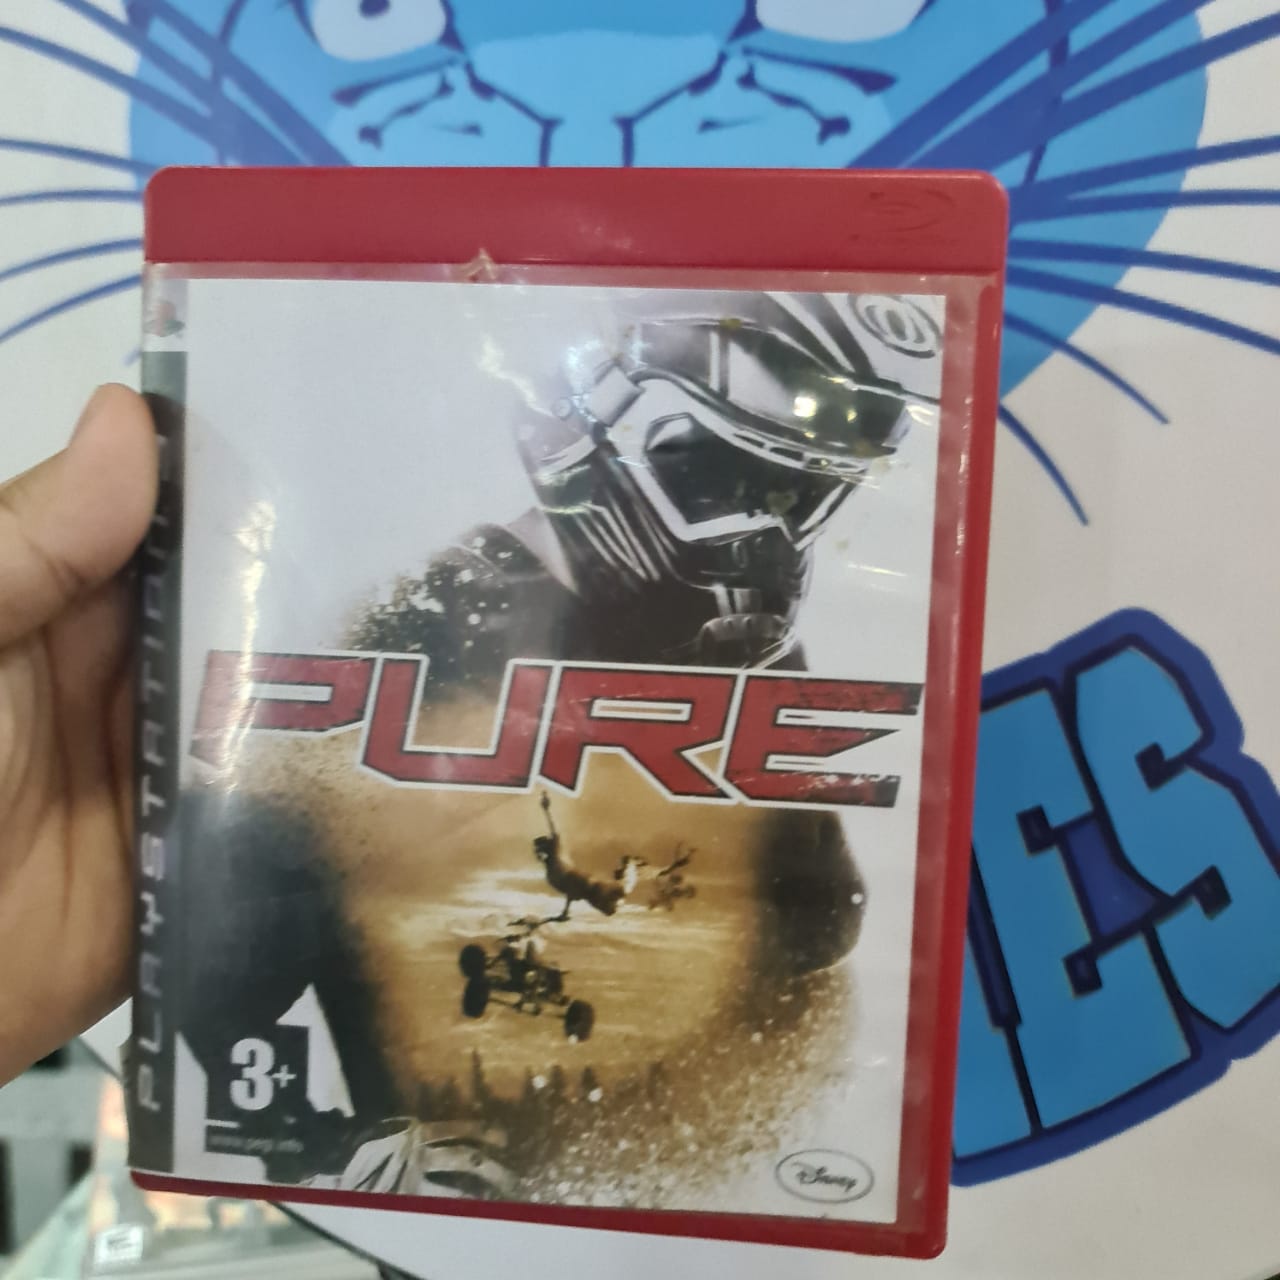 PLAYSTATION 3
PURE
3+
www.pegi.info
Disney
ES